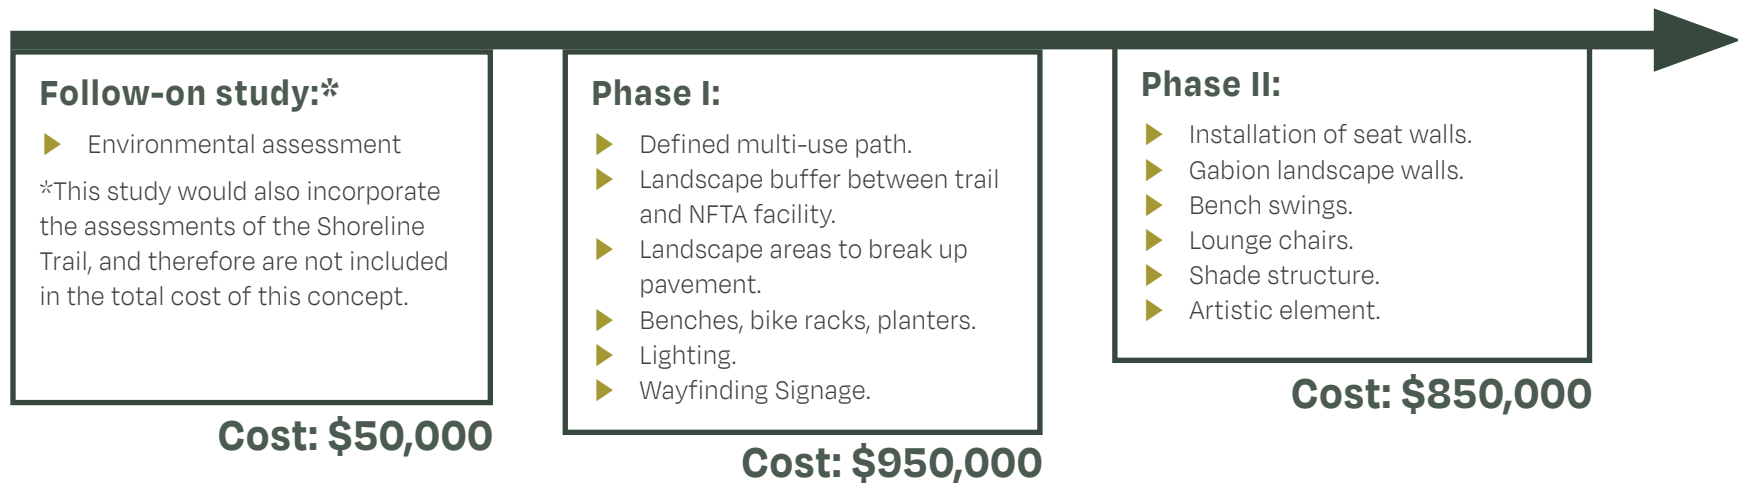 Follow-on study:*
Environmental assessment
*This study would also incorporate
the assessments of the Shoreline
Trail, and therefore are not included
in the total cost of this concept.
Cost: $50,000
Phase I:
Defined multi-use path.
Landscape buffer between trail
and NFTA facility.
Landscape areas to break up
pavement.
Benches, bike racks, planters.
Lighting.
Wayfinding Signage.
Cost: $950,000
Phase II:
Installation of seat walls.
Gabion landscape walls.
Bench swings.
Lounge chairs.
Shade structure.
Artistic element.
Cost: $850,000